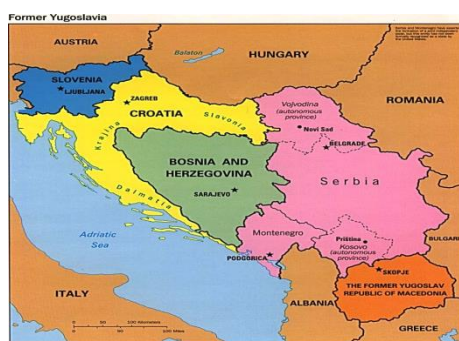 Former Yugoslavia
AUSTRIA
HUNGARY
Balaton
SLOVENIA
LJUBLJANA
ZAGREB
CROATIA
Slavonia
Krajina
Vojvodina
(autonomous
province)
Novi Sad
ROMANIA
BELGRADE
BOSNIA AND
HERZEGOVINA
SARAJEVO
Serbia
Dalmatia
Adriatic
Sea
Montenegro
PODGORICA
Priština
Kosovo
(autonomous
province)
BULGARI
SKOPJE
THE FORMER YUGOSLAV
REPUBLIC OF MACEDONIA
ITALY
ALBANIA
GREECE